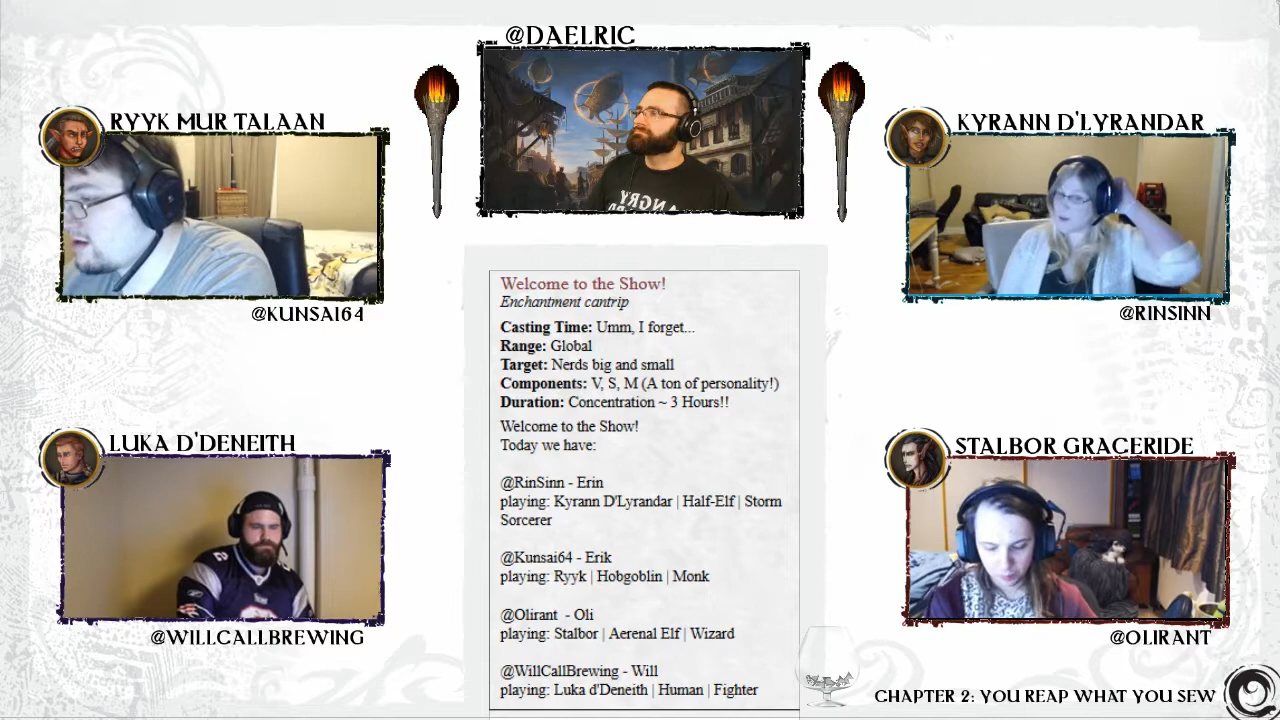 @DAELRIC
RYYK MUR TALAAN
KYRANN D'LYRANDAR
ANGRY
@KUNSAI64
@RINSINN
Welcome to the Show!
Enchantment cantrip
Casting Time: Umm, I forget...
Range: Global
Target: Nerds big and small
Components: V, S, M (A ton of personality!)
Duration: Concentration ~ 3 Hours!!
Welcome to the Show!
Today we have:
@RinSinn - Erin
playing: Kyrann D'Lyrandar | Half-Elf | Storm
Sorcerer
@Kunsai64 - Erik
playing: Ryyk | Hobgoblin | Monk
@Olirant - Oli
playing: Stalbor | Aerenal Elf | Wizard
@WillCallBrewing - Will
playing: Luka d'Deneith | Human | Fighter
LUKA D'DENEITH
STALBOR GRACERIDE
@WILLCALLBREWING
@OLIRANT
CHAPTER 2: YOU REAP WHAT YOU SEW